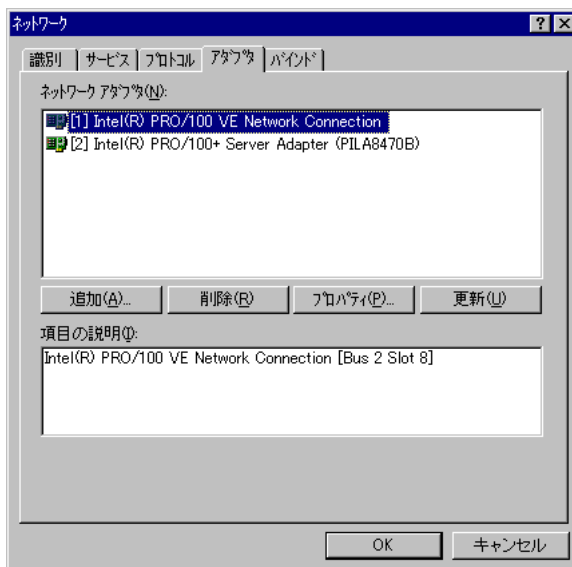 ネットワーク
識別 サービス プロトコル アダプタ バインド
ネットワーク アダプタ(N):
[1] Intel(R) PRO/100 VE Network Connection
[2] Intel(R) PRO/100+ Server Adapter (PILA8470B)
追加(A)... 削除(R) プロパティ(P)... 更新(U)
項目の説明(I):
Intel(R) PRO/100 VE Network Connection [Bus 2 Slot 8]
OK キャンセル